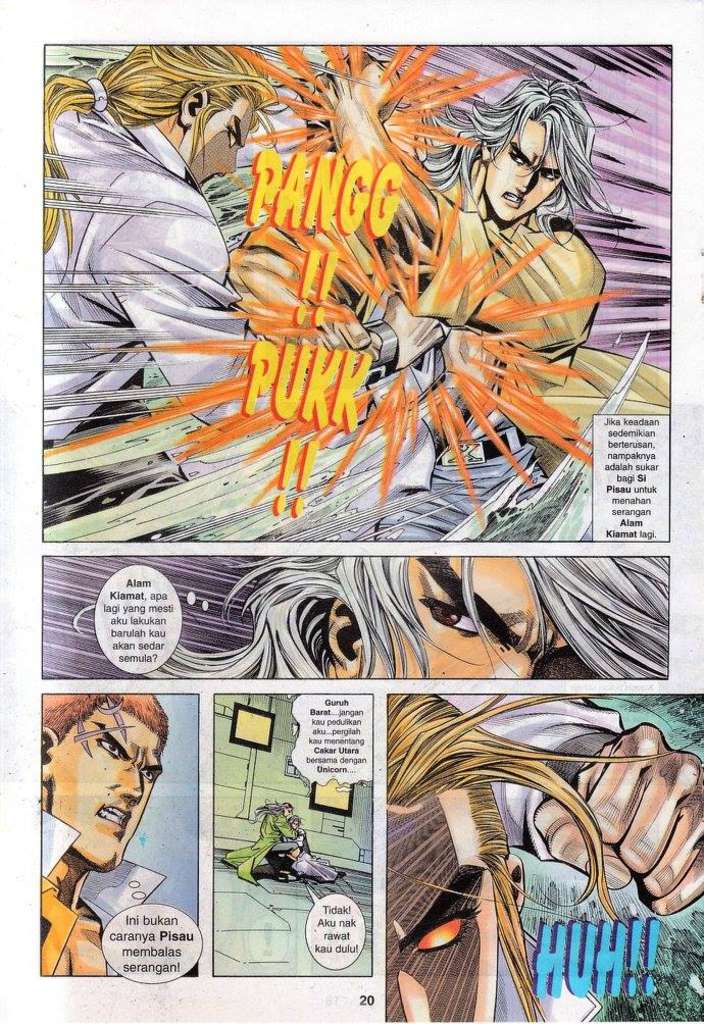 PANGG
!!
PUKK
!!
Jika keadaan
sedemikian
berterusan,
nampaknya
adalah sukar
bagi Si
Pisau untuk
menahan
serangan
Alam
Kiamat lagi.
Alam
Kiamat, apa
lagi yang mesti
aku lakukan
barulah kau
akan sedar
semula?
Ini bukan
caranya Pisau
membalas
serangan!
Guruh
Barat....jangan
kau pedulikan
aku...pergilah
kau menentang
Cakar Utara
bersama dengan
Unicorn....
Tidak!
Aku nak
rawat
kau dulu!
HUH!!
20